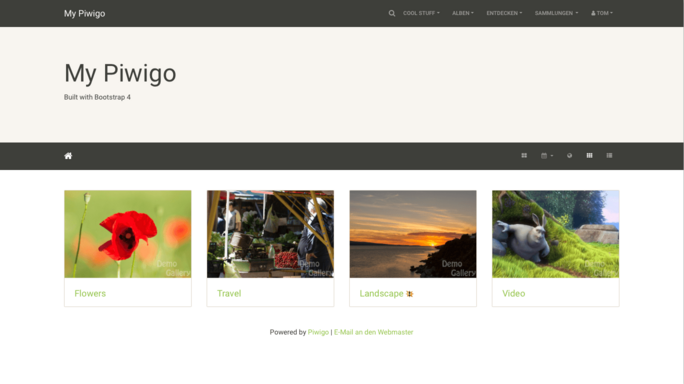 My Piwigo
COOL STUFF
ALBEN
ENTDECKEN
SAMMLUNGEN
TOM
My Piwigo
Built with Bootstrap 4
Demo
Gallery
Demo
Gallery
Demo
Gallery
Demo
Gallery
Flowers
Travel
Landscape
Video
Powered by Piwigo | E-Mail an den Webmaster